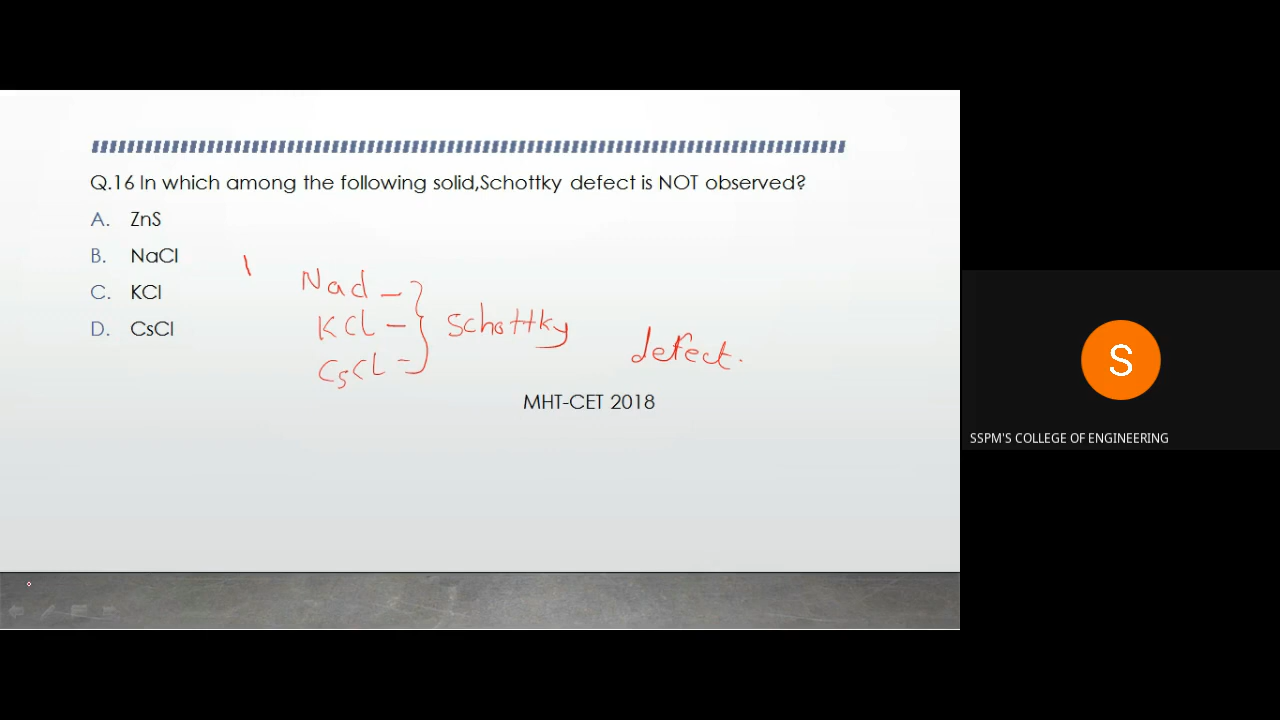 Q.16 In which among the following solid,Schottky defect is NOT observed?
A. ZnS
B. NaCl
C. KCl
D. CsCl
NaCl –
KCl –
CsCl –
Schottky
defect.
MHT-CET 2018
S
SSPM'S COLLEGE OF ENGINEERING